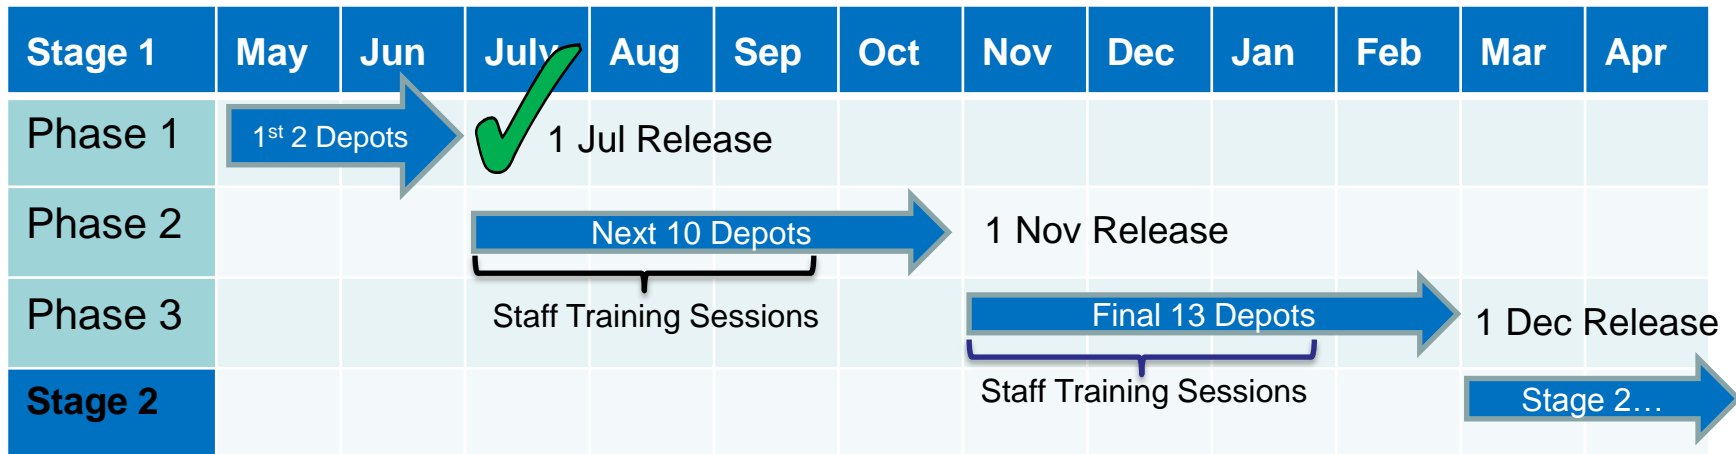 Stage 1 May Jun July Aug Sep Oct Nov Dec Jan Feb Mar Apr
Phase 1 1st 2 Depots 1 Jul Release
Phase 2 Next 10 Depots 1 Nov Release
Staff Training Sessions
Phase 3 Final 13 Depots 1 Dec Release
Staff Training Sessions
Stage 2 Stage 2…